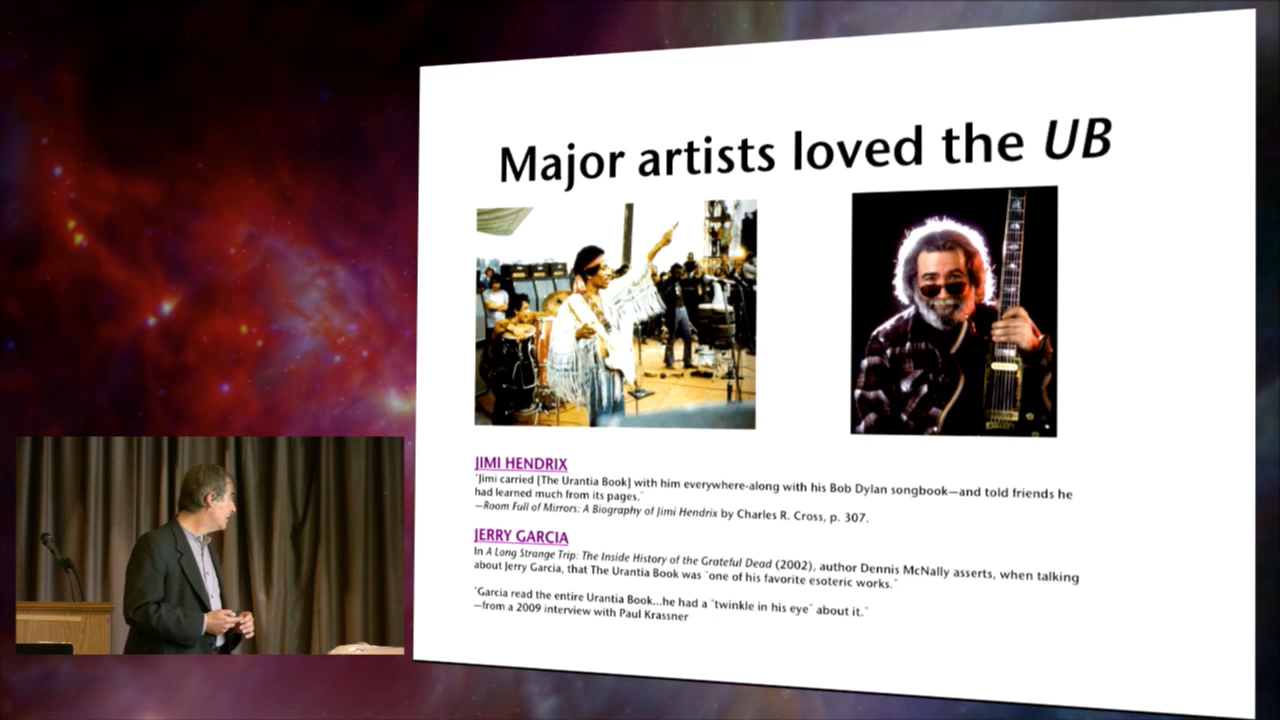 Major artists loved the UB
JIMI HENDRIX
"Jimi carried [The Urantia Book] with him everywhere-along with his Bob Dylan songbook—and told friends he
had learned much from its pages."
—Room Full of Mirrors: A Biography of Jimi Hendrix by Charles R. Cross, p. 307.
JERRY GARCIA
In A Long Strange Trip: The Inside History of the Grateful Dead (2002), author Dennis McNally asserts, when talking
about Jerry Garcia, that The Urantia Book was "one of his favorite esoteric works."
"Garcia read the entire Urantia Book...he had a "twinkle in his eye" about it."
—from a 2009 interview with Paul Krassner